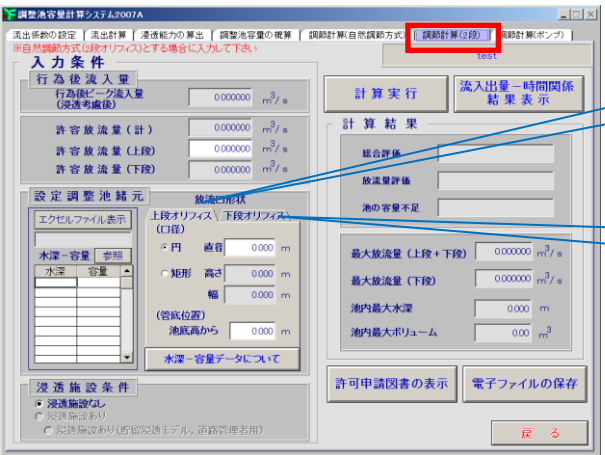 調整池容量計算システム2007A
流出係数の設定 流出計算 浸透能力の算出 調整池容量の概算 調節計算(自然調節方式) 調節計算(2段) 調節計算(ポンプ)
※自然調節方式(2段オリフィス)とする場合に入力して下さい
test
入力条件
行為後流入量
行為後ピーク流入量
(浸透考慮後)
0.000000 m3/s
許容放流量(計) 0.000000 m3/s
許容放流量(上段) 0.000000 m3/s
許容放流量(下段) 0.000000 m3/s
設定調整池緒元
エクセルファイル表示
水深-容量 参照
水深 容量
放流口形状
上段オリフィス 下段オリフィス
(口径)
円 直径 0.000 m
矩形 高さ 0.000 m
幅 0.000 m
(管底位置)
池底高から 0.000 m
水深-容量データについて
浸透施設条件
浸透施設なし
浸透施設あり
浸透施設あり(貯留浸透モデル,道路管理者用)
計算実行
流入出量-時間関係
結果表示
計算結果
総合評価
放流量評価
池の容量不足
最大放流量(上段+下段) 0.000000 m3/s
最大放流量(下段) 0.000000 m3/s
池内最大水深 0.000 m
池内最大ボリューム 0.00 m3
許可申請図書の表示
電子ファイルの保存
戻る